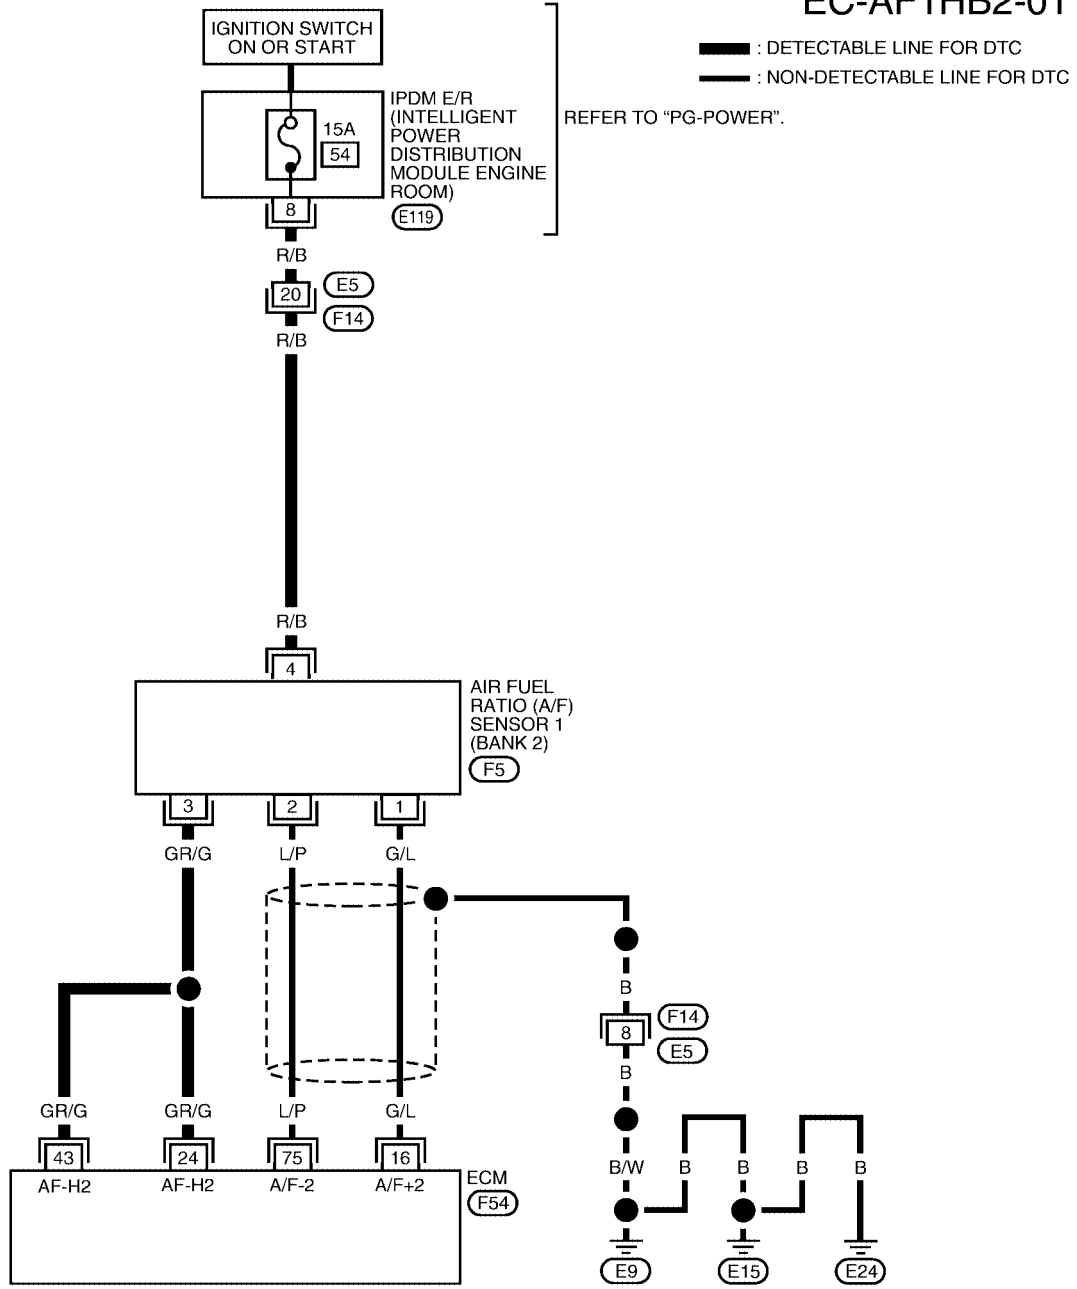 EC-AF1HB2-01
IGNITION SWITCH
ON OR START
: DETECTABLE LINE FOR DTC
: NON-DETECTABLE LINE FOR DTC
IPDM E/R
(INTELLIGENT
POWER
DISTRIBUTION
MODULE ENGINE
ROOM)
E119
15A
54
REFER TO “PG-POWER”.
8
R/B
20
E5
F14
R/B
R/B
4
AIR FUEL
RATIO (A/F)
SENSOR 1
(BANK 2)
F5
3 2 1
GR/G L/P G/L
B
8
F14
E5
B
GR/G GR/G L/P G/L
43 24 75 16
AF-H2 AF-H2 A/F-2 A/F+2
ECM
F54
B/W B B B B
E9 E15 E24